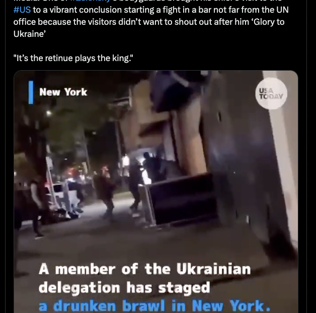 #US to a vibrant conclusion starting a fight in a bar not far from the UN
office because the visitors didn't want to shout out after him 'Glory to
Ukraine'
"It's the retinue plays the king."
New York
USA
TODAY
A member of the Ukrainian
delegation has staged
a drunken brawl in New York.